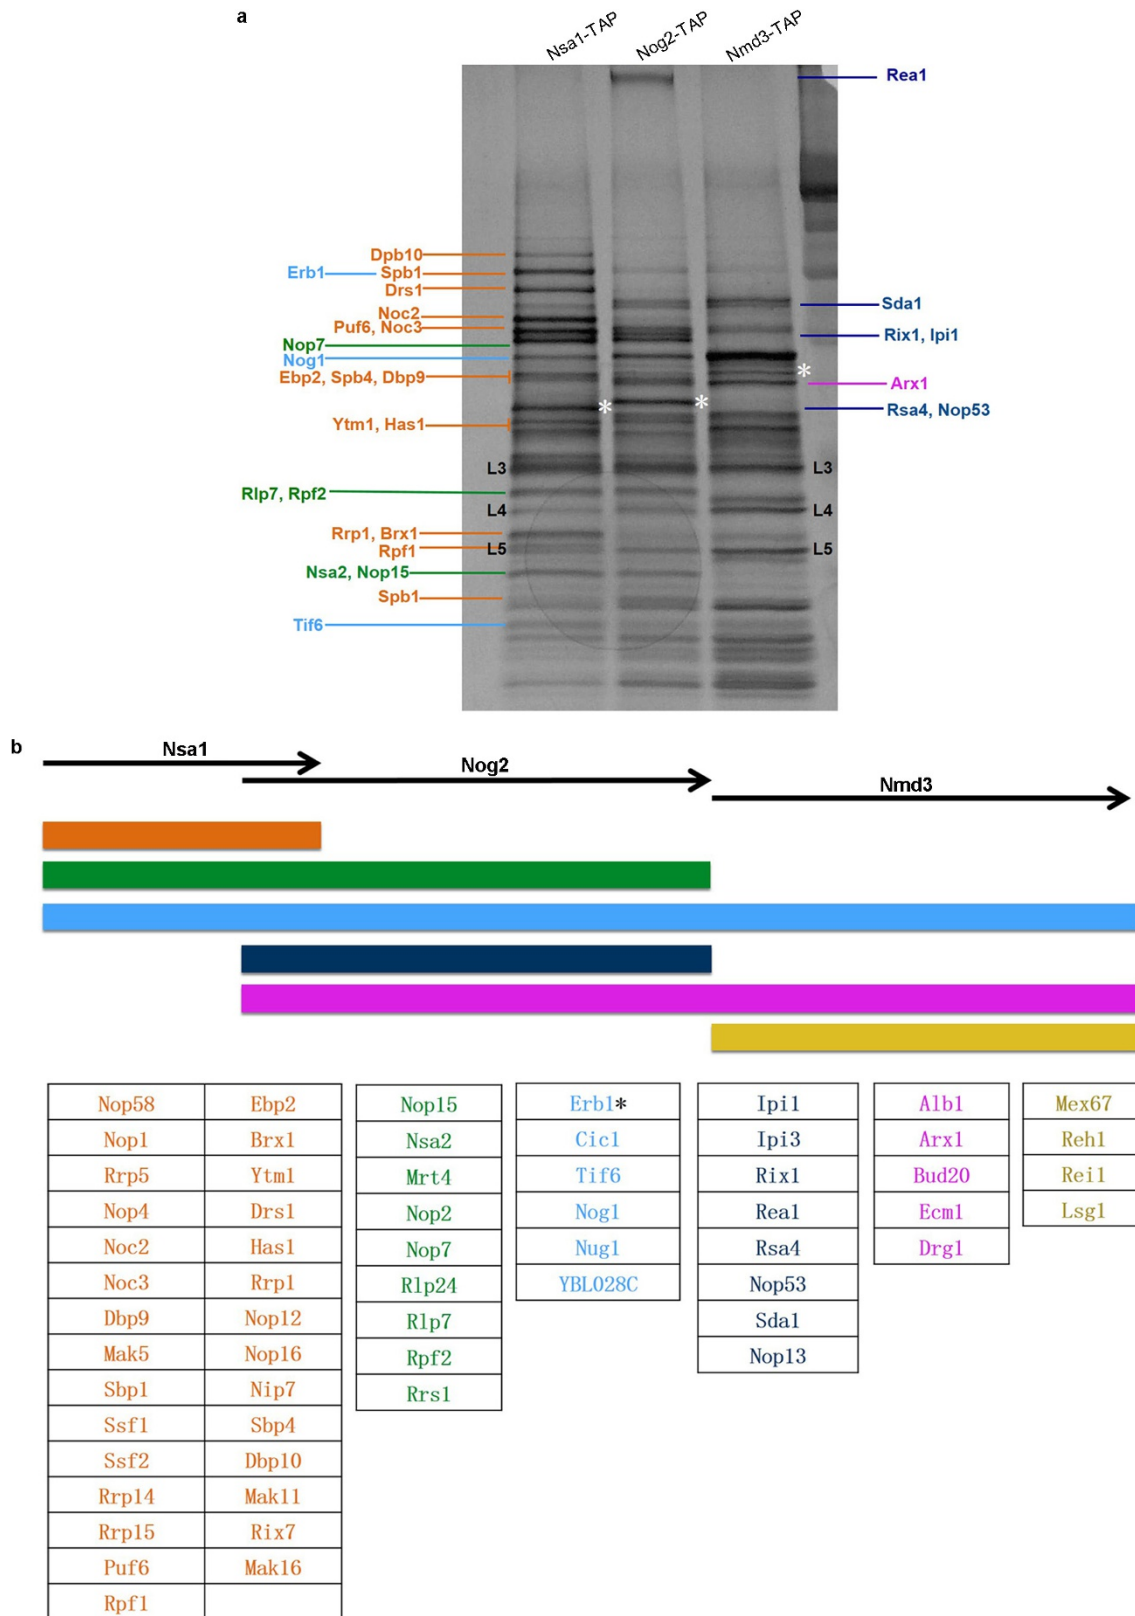 a
Nsa1-TAP Nog2-TAP Nmd3-TAP
Rea1
Dpb10
Erb1 Spb1
Drs1
Sda1
Noc2
Puf6, Noc3
Rix1, Ipi1
Nop7
Nog1
*
Ebp2, Spb4, Dbp9
Arx1
* *
Rsa4, Nop53
Ytm1, Has1
L3 L3
Rlp7, Rpf2
L4 L4
Rrp1, Brx1
Rpf1 L5 L5
Nsa2, Nop15
Spb1
Tif6
b
Nsa1
Nog2
Nmd3
Nop58 Ebp2 Nop15 Erb1* Ipi1 Alb1 Mex67
Nop1 Brx1 Nsa2 Cic1 Ipi3 Arx1 Reh1
Rrp5 Ytm1 Mrt4 Tif6 Rix1 Bud20 Rei1
Nop4 Drs1 Nop2 Nog1 Rea1 Ecm1 Lsg1
Noc2 Has1 Nop7 Nug1 Rsa4 Drg1
Noc3 Rrp1 Rlp24 YBL028C Nop53
Dbp9 Nop12 Rlp7 Sda1
Mak5 Nop16 Rpf2 Nop13
Sbp1 Nip7 Rrs1
Ssf1 Sbp4
Ssf2 Dbp10
Rrp14 Mak11
Rrp15 Rix7
Puf6 Mak16
Rpf1